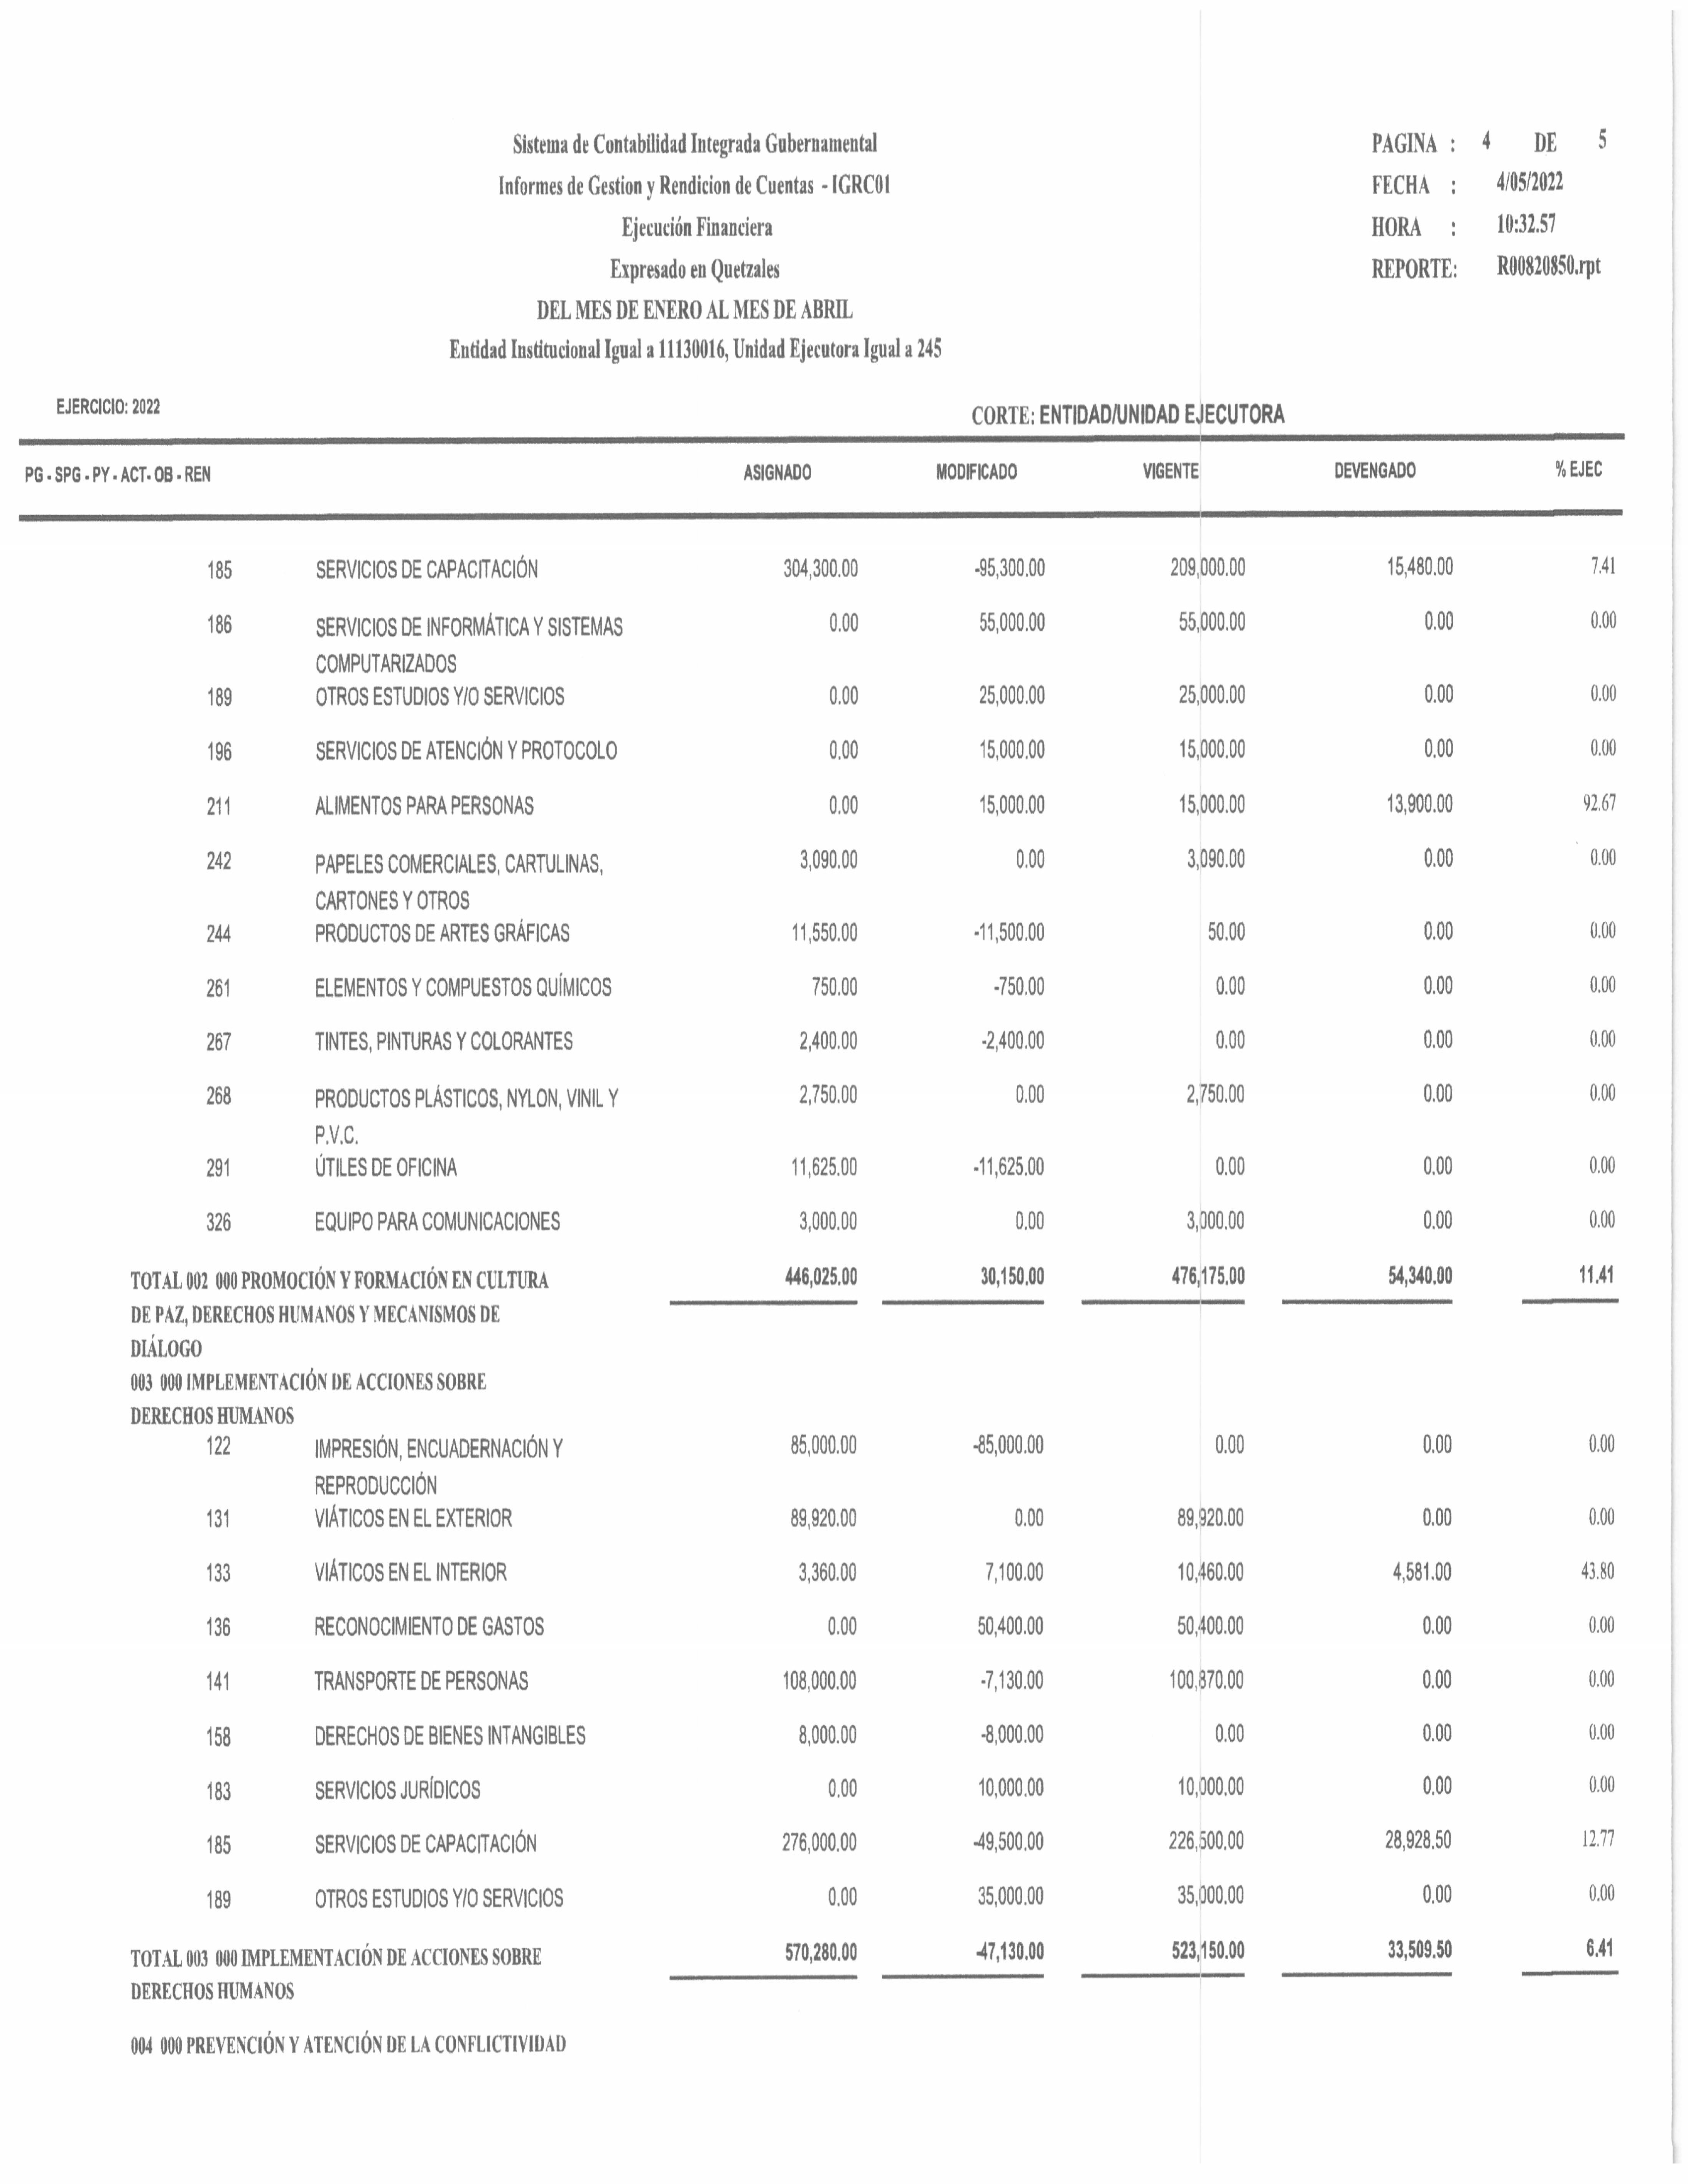 Sistema de Contabilidad Integrada Gubernamental
Informes de Gestion y Rendicion de Cuentas - IGRC01
Ejecución Financiera
Expresado en Quetzales
DEL MES DE ENERO AL MES DE ABRIL
Entidad Institucional Igual a 11130016, Unidad Ejecutora Igual a 245
PAGINA : 4 DE 5
FECHA : 4/05/2022
HORA : 10:32.57
REPORTE: R00820850.rpt
EJERCICIO: 2022
CORTE: ENTIDAD/UNIDAD EJECUTORA
PG - SPG - PY - ACT- OB - REN ASIGNADO MODIFICADO VIGENTE DEVENGADO % EJEC
185 SERVICIOS DE CAPACITACIÓN 304,300.00 -95,300.00 209,000.00 15,480.00 7.41
186 SERVICIOS DE INFORMÁTICA Y SISTEMAS 0.00 55,000.00 55,000.00 0.00 0.00
COMPUTARIZADOS
189 OTROS ESTUDIOS Y/O SERVICIOS 0.00 25,000.00 25,000.00 0.00 0.00
196 SERVICIOS DE ATENCIÓN Y PROTOCOLO 0.00 15,000.00 15,000.00 0.00 0.00
211 ALIMENTOS PARA PERSONAS 0.00 15,000.00 15,000.00 13,900.00 92.67
242 PAPELES COMERCIALES, CARTULINAS, 3,090.00 0.00 3,090.00 0.00 0.00
CARTONES Y OTROS
244 PRODUCTOS DE ARTES GRÁFICAS 11,550.00 -11,500.00 50.00 0.00 0.00
261 ELEMENTOS Y COMPUESTOS QUÍMICOS 750.00 -750.00 0.00 0.00 0.00
267 TINTES, PINTURAS Y COLORANTES 2,400.00 -2,400.00 0.00 0.00 0.00
268 PRODUCTOS PLÁSTICOS, NYLON, VINIL Y 2,750.00 0.00 2,750.00 0.00 0.00
P.V.C.
291 ÚTILES DE OFICINA 11,625.00 -11,625.00 0.00 0.00 0.00
326 EQUIPO PARA COMUNICACIONES 3,000.00 0.00 3,000.00 0.00 0.00
TOTAL 002 000 PROMOCIÓN Y FORMACIÓN EN CULTURA 446,025.00 30,150.00 476,175.00 54,340.00 11.41
DE PAZ, DERECHOS HUMANOS Y MECANISMOS DE
DIÁLOGO
003 000 IMPLEMENTACIÓN DE ACCIONES SOBRE
DERECHOS HUMANOS
122 IMPRESIÓN, ENCUADERNACIÓN Y 85,000.00 -85,000.00 0.00 0.00 0.00
REPRODUCCIÓN
131 VIÁTICOS EN EL EXTERIOR 89,920.00 0.00 89,920.00 0.00 0.00
133 VIÁTICOS EN EL INTERIOR 3,360.00 7,100.00 10,460.00 4,581.00 43.80
136 RECONOCIMIENTO DE GASTOS 0.00 50,400.00 50,400.00 0.00 0.00
141 TRANSPORTE DE PERSONAS 108,000.00 -7,130.00 100,870.00 0.00 0.00
158 DERECHOS DE BIENES INTANGIBLES 8,000.00 -8,000.00 0.00 0.00 0.00
183 SERVICIOS JURÍDICOS 0.00 10,000.00 10,000.00 0.00 0.00
185 SERVICIOS DE CAPACITACIÓN 276,000.00 -49,500.00 226,500.00 28,928.50 12.77
189 OTROS ESTUDIOS Y/O SERVICIOS 0.00 35,000.00 35,000.00 0.00 0.00
TOTAL 003 000 IMPLEMENTACIÓN DE ACCIONES SOBRE 570,280.00 -47,130.00 523,150.00 33,509.50 6.41
DERECHOS HUMANOS
004 000 PREVENCIÓN Y ATENCIÓN DE LA CONFLICTIVIDAD